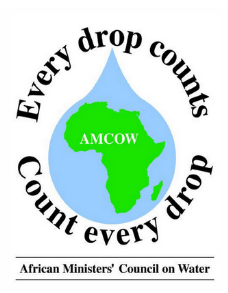 Every drop counts
AMCOW
Count every drop
African Ministers' Council on Water